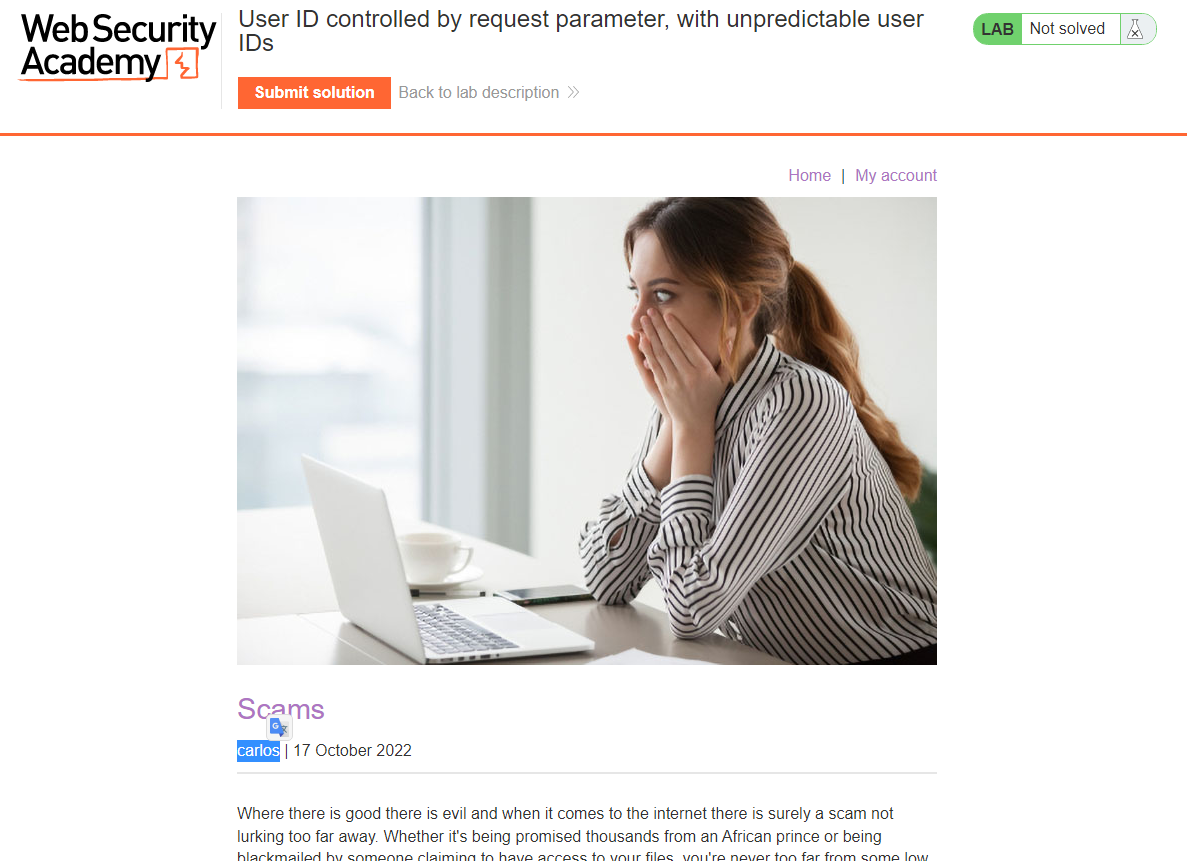 Web Security
Academy
User ID controlled by request parameter, with unpredictable user
IDs
LAB Not solved
Submit solution Back to lab description
Home | My account
Scams
carlos | 17 October 2022
Where there is good there is evil and when it comes to the internet there is surely a scam not
lurking too far away. Whether it's being promised thousands from an African prince or being
blackmailed by someone claiming to have access to your files, you're never too far from some low